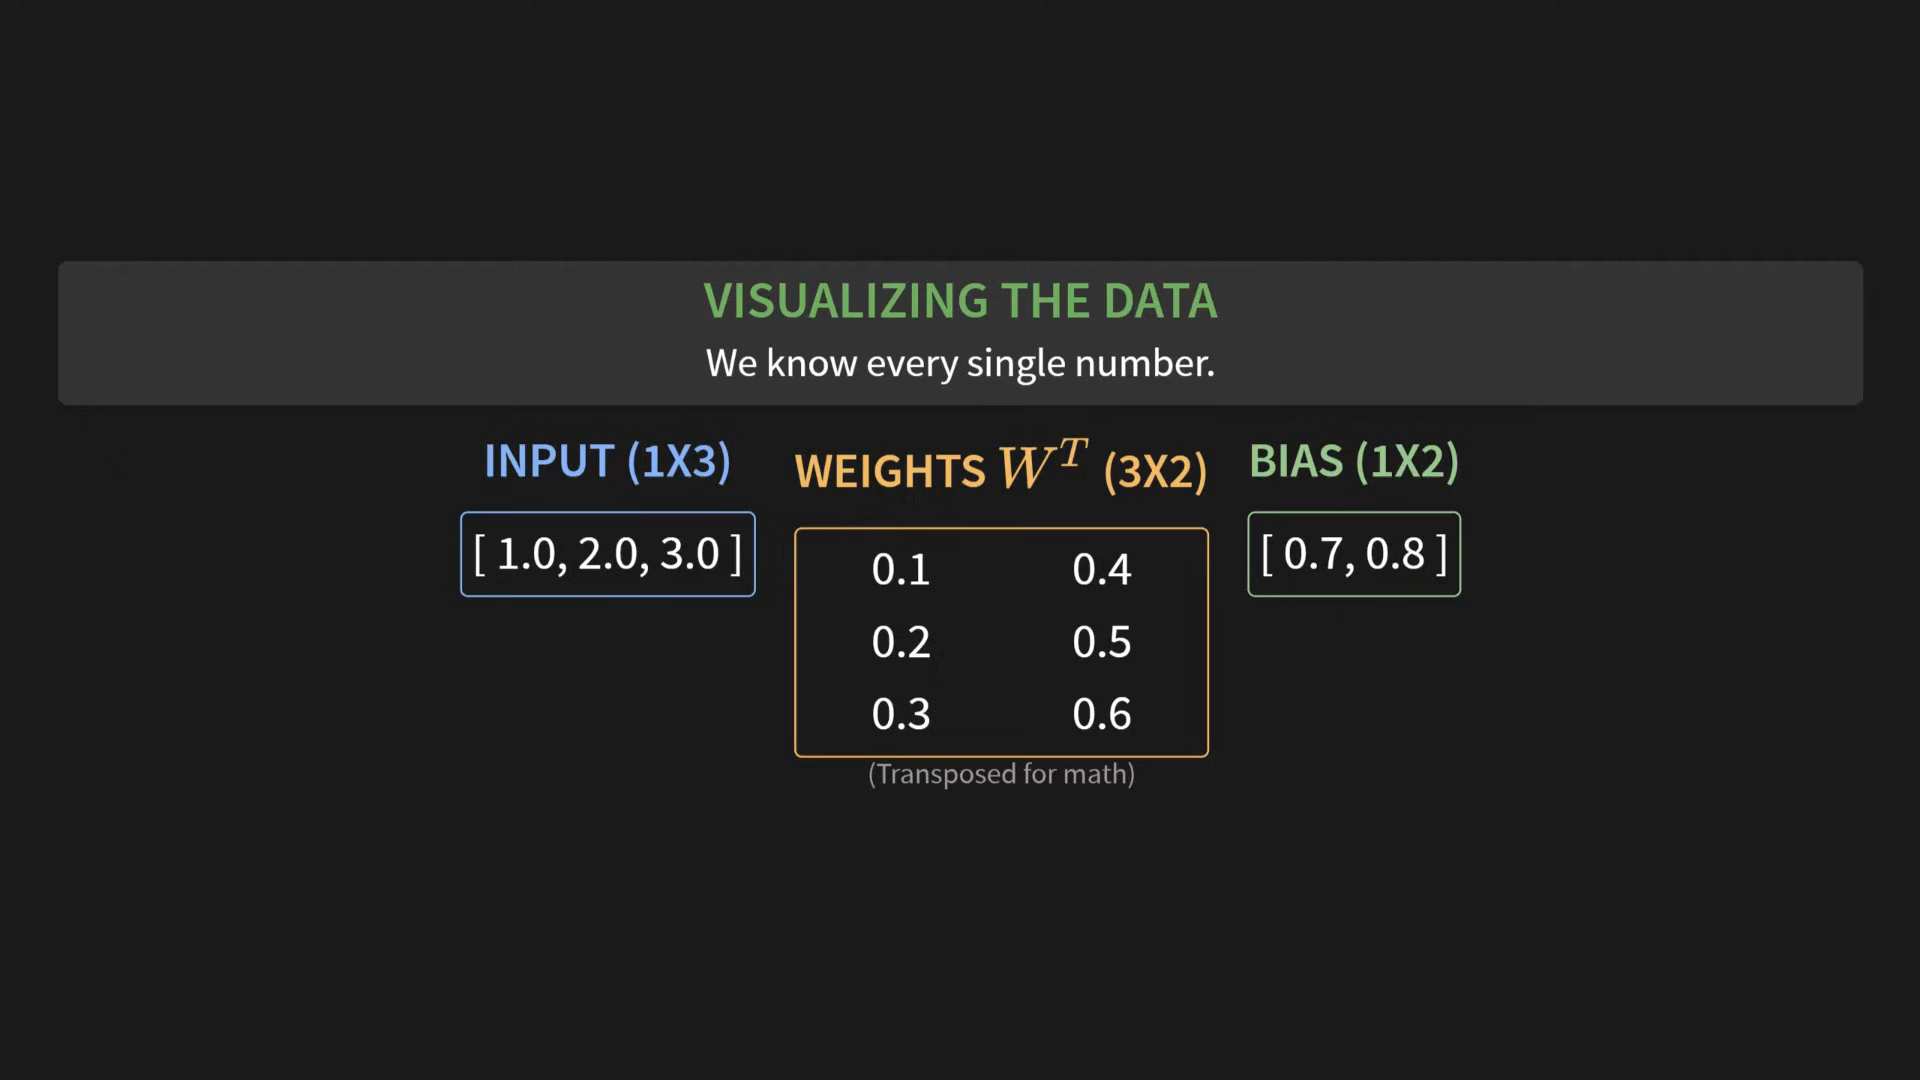 VISUALIZING THE DATA
We know every single number.
INPUT (1X3)
[ 1.0, 2.0, 3.0 ]
WEIGHTS W^T (3X2)
0.1 0.4
0.2 0.5
0.3 0.6
(Transposed for math)
BIAS (1X2)
[ 0.7, 0.8 ]